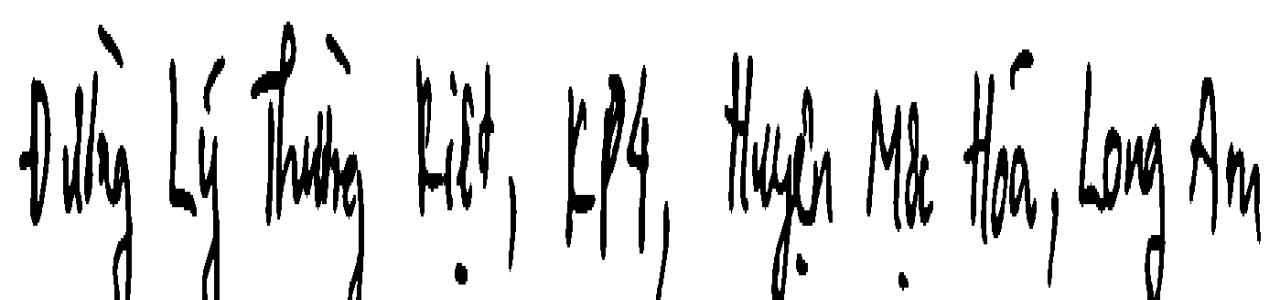 Đường Lý Thường Kiệt, KP4, Huyện Mộc Hóa, Long An